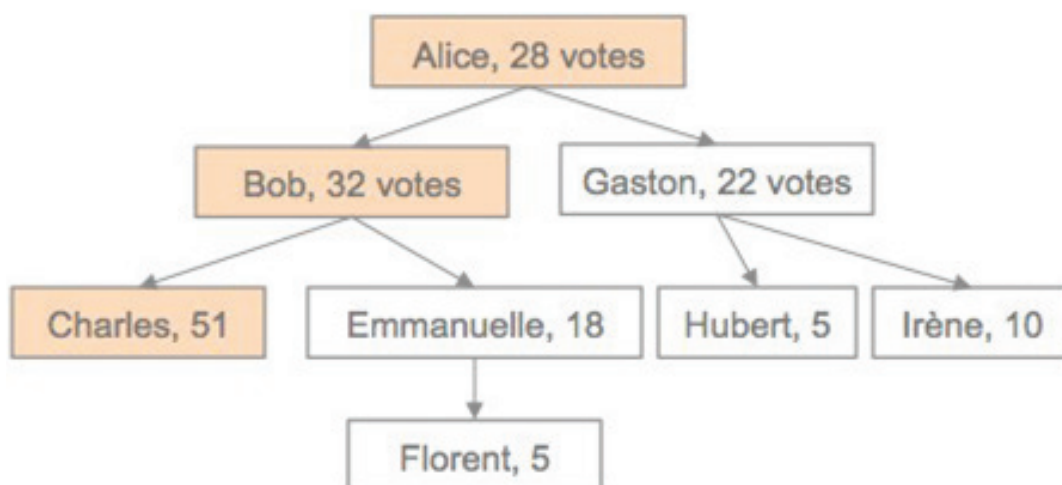 Alice, 28 votes
Bob, 32 votes
Gaston, 22 votes
Charles, 51
Emmanuelle, 18
Hubert, 5
Irène, 10
Florent, 5